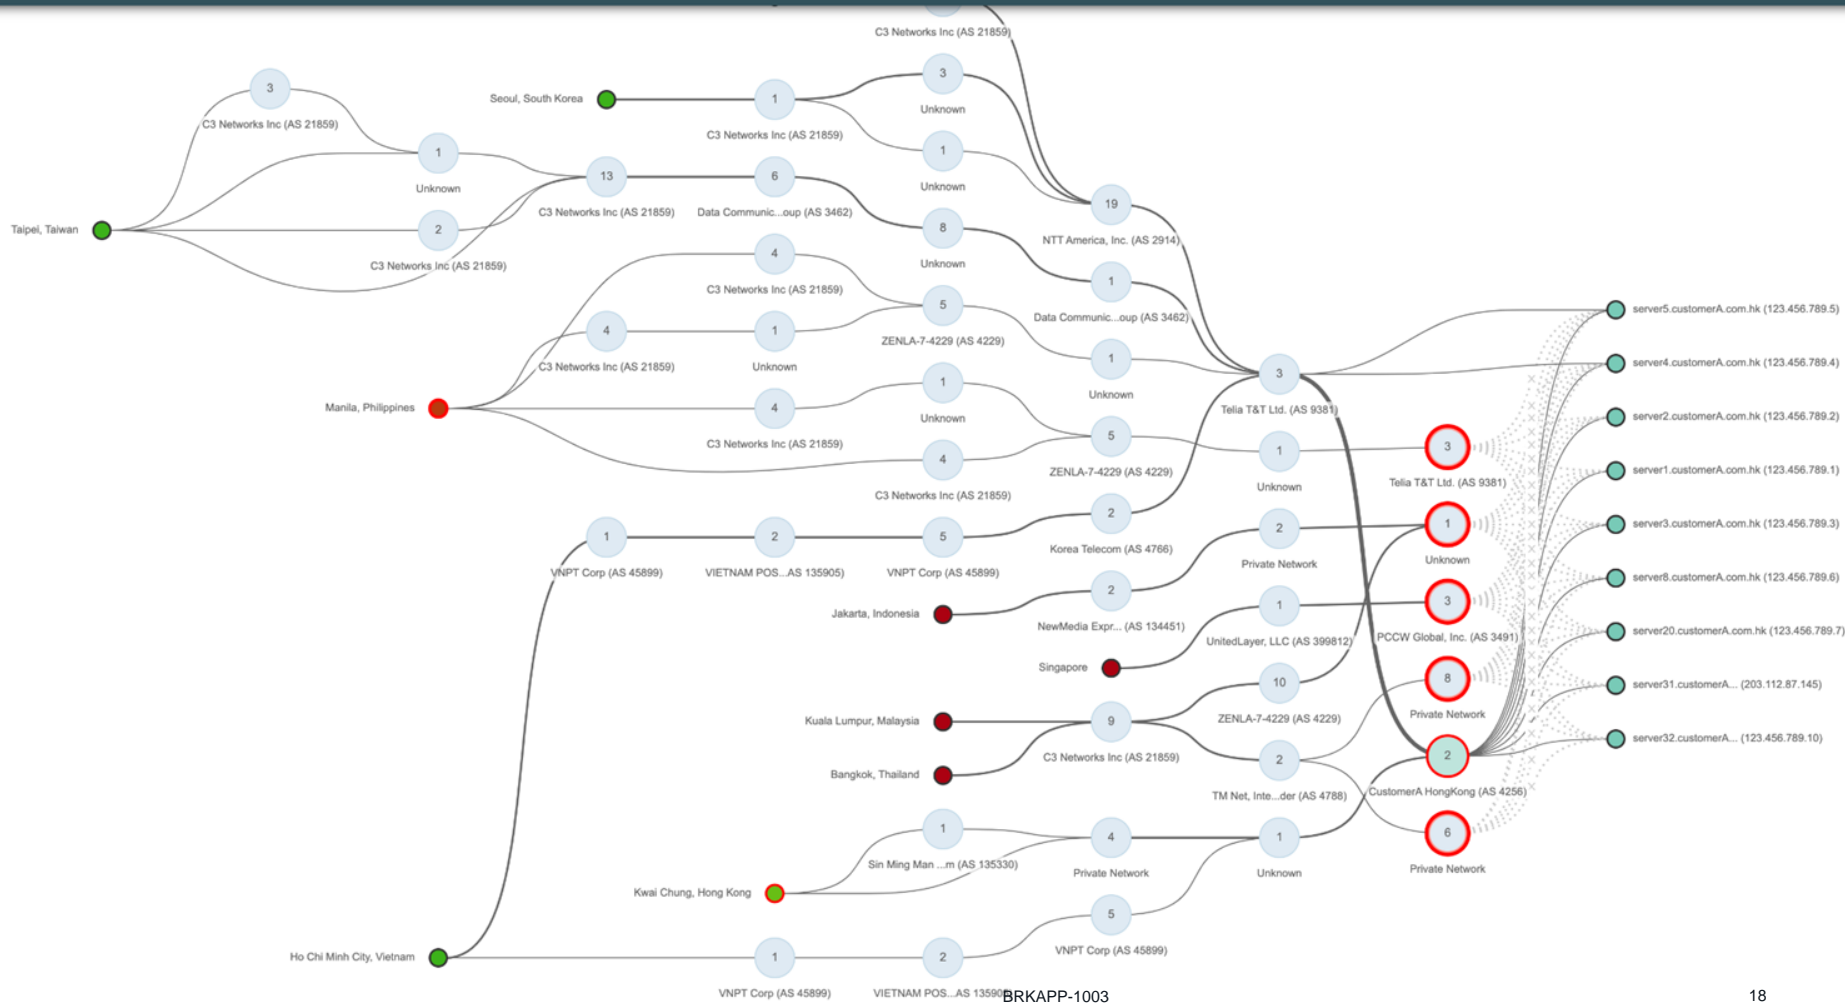 C3 Networks Inc (AS 21859)
3
C3 Networks Inc (AS 21859)
Seoul, South Korea
1
C3 Networks Inc (AS 21859)
3
Unknown
1
Unknown
1
Unknown
13
C3 Networks Inc (AS 21859)
6
Data Communic...oup (AS 3462)
19
NTT America, Inc. (AS 2914)
Taipei, Taiwan
2
C3 Networks Inc (AS 21859)
8
Unknown
4
C3 Networks Inc (AS 21859)
1
Data Communic...oup (AS 3462)
5
ZENLA-7-4229 (AS 4229)
4
C3 Networks Inc (AS 21859)
1
Unknown
1
Unknown
3
Telia T&T Ltd. (AS 9381)
Manila, Philippines
4
C3 Networks Inc (AS 21859)
1
Unknown
4
C3 Networks Inc (AS 21859)
5
ZENLA-7-4229 (AS 4229)
1
Unknown
3
Telia T&T Ltd. (AS 9381)
1
VNPT Corp (AS 45899)
2
VIETNAM POS...AS 135905)
5
VNPT Corp (AS 45899)
2
Korea Telecom (AS 4766)
2
Private Network
1
Unknown
Jakarta, Indonesia
2
NewMedia Expr... (AS 134451)
1
UnitedLayer, LLC (AS 399812)
3
PCCW Global, Inc. (AS 3491)
Singapore
Kuala Lumpur, Malaysia
9
C3 Networks Inc (AS 21859)
10
ZENLA-7-4229 (AS 4229)
8
Private Network
Bangkok, Thailand
2
TM Net, Inte...der (AS 4788)
2
CustomerA HongKong (AS 4256)
1
Sin Ming Man ...m (AS 135330)
4
Private Network
1
Unknown
6
Private Network
Kwai Chung, Hong Kong
5
VNPT Corp (AS 45899)
Ho Chi Minh City, Vietnam
1
VNPT Corp (AS 45899)
2
VIETNAM POS...AS 13590
server5.customerA.com.hk (123.456.789.5)
server4.customerA.com.hk (123.456.789.4)
server2.customerA.com.hk (123.456.789.2)
server1.customerA.com.hk (123.456.789.1)
server3.customerA.com.hk (123.456.789.3)
server8.customerA.com.hk (123.456.789.6)
server20.customerA.com.hk (123.456.789.7)
server31.customerA... (203.112.87.145)
server32.customerA... (123.456.789.10)
BRKAPP-1003
18